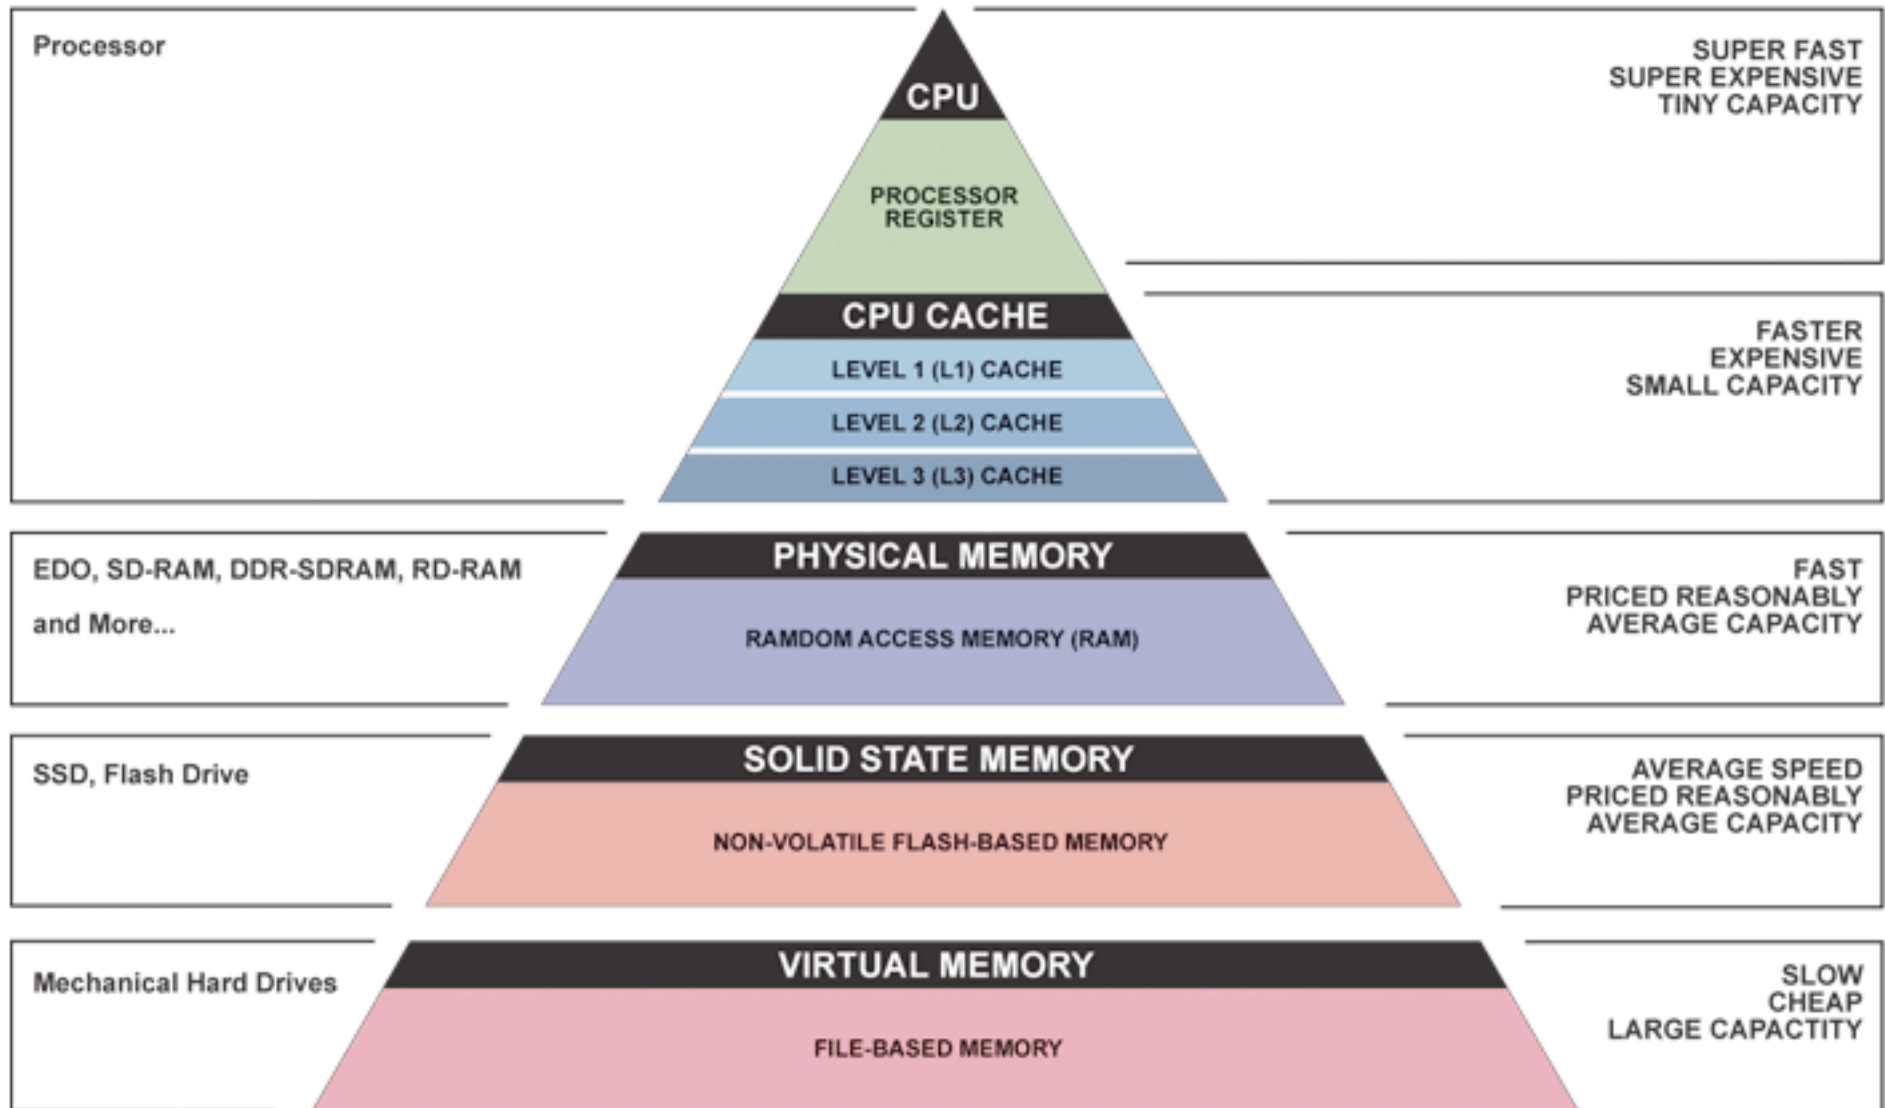 Processor
CPU
SUPER FAST
SUPER EXPENSIVE
TINY CAPACITY
PROCESSOR
REGISTER
CPU CACHE
LEVEL 1 (L1) CACHE
LEVEL 2 (L2) CACHE
LEVEL 3 (L3) CACHE
FASTER
EXPENSIVE
SMALL CAPACITY
EDO, SD-RAM, DDR-SDRAM, RD-RAM
and More...
PHYSICAL MEMORY
RAMDOM ACCESS MEMORY (RAM)
FAST
PRICED REASONABLY
AVERAGE CAPACITY
SSD, Flash Drive
SOLID STATE MEMORY
NON-VOLATILE FLASH-BASED MEMORY
AVERAGE SPEED
PRICED REASONABLY
AVERAGE CAPACITY
Mechanical Hard Drives
VIRTUAL MEMORY
FILE-BASED MEMORY
SLOW
CHEAP
LARGE CAPACTITY